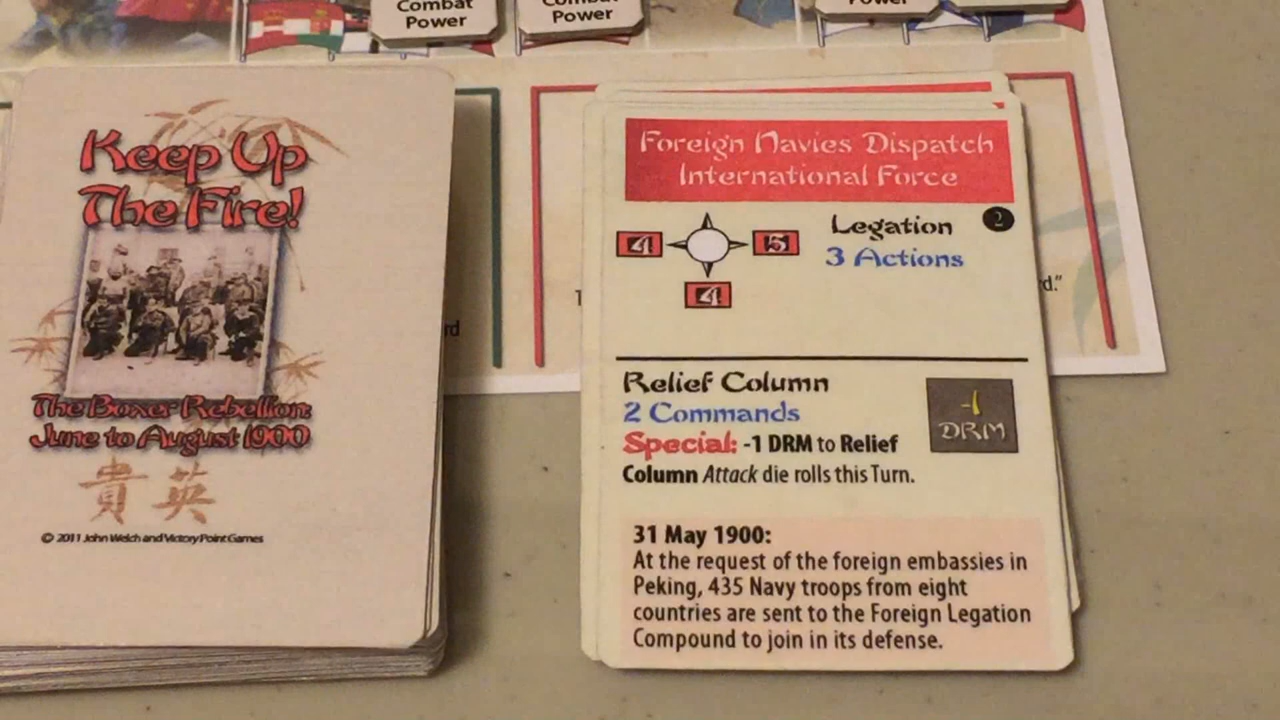 Combat
Power
Combat
Power
Power
Keep Up
The Fire!
The Boxer Rebellion:
June to August 1900
貴 英
© 2011 John Welch and Victory Point Games
Foreign Navies Dispatch
International Force
Legation 2
3 Actions
4 5
4
Relief Column
2 Commands
Special: -1 DRM to Relief
Column Attack die rolls this Turn.
-1
DRM
31 May 1900:
At the request of the foreign embassies in
Peking, 435 Navy troops from eight
countries are sent to the Foreign Legation
Compound to join in its defense.